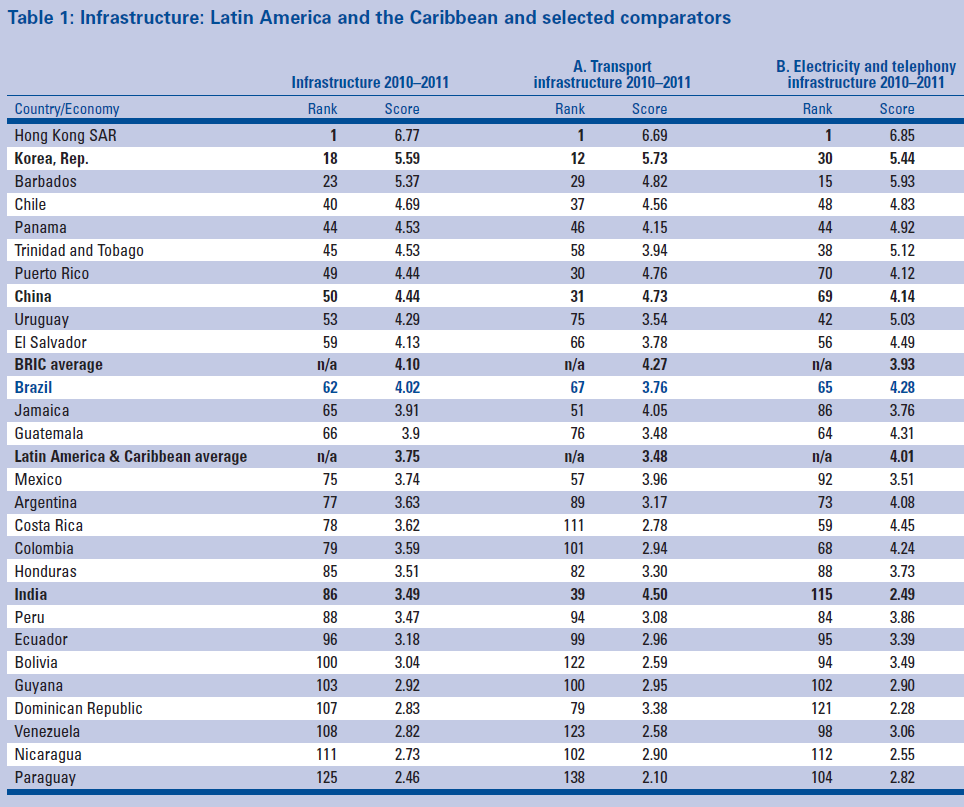 Table 1: Infrastructure: Latin America and the Caribbean and selected comparators
A. Transport B. Electricity and telephony
Infrastructure 2010–2011 infrastructure 2010–2011 infrastructure 2010–2011
Country/Economy Rank Score Rank Score Rank Score
Hong Kong SAR 1 6.77 1 6.69 1 6.85
Korea, Rep. 18 5.59 12 5.73 30 5.44
Barbados 23 5.37 29 4.82 15 5.93
Chile 40 4.69 37 4.56 48 4.83
Panama 44 4.53 46 4.15 44 4.92
Trinidad and Tobago 45 4.53 58 3.94 38 5.12
Puerto Rico 49 4.44 30 4.76 70 4.12
China 50 4.44 31 4.73 69 4.14
Uruguay 53 4.29 75 3.54 42 5.03
El Salvador 59 4.13 66 3.78 56 4.49
BRIC average n/a 4.10 n/a 4.27 n/a 3.93
Brazil 62 4.02 67 3.76 65 4.28
Jamaica 65 3.91 51 4.05 86 3.76
Guatemala 66 3.9 76 3.48 64 4.31
Latin America & Caribbean average n/a 3.75 n/a 3.48 n/a 4.01
Mexico 75 3.74 57 3.96 92 3.51
Argentina 77 3.63 89 3.17 73 4.08
Costa Rica 78 3.62 111 2.78 59 4.45
Colombia 79 3.59 101 2.94 68 4.24
Honduras 85 3.51 82 3.30 88 3.73
India 86 3.49 39 4.50 115 2.49
Peru 88 3.47 94 3.08 84 3.86
Ecuador 96 3.18 99 2.96 95 3.39
Bolivia 100 3.04 122 2.59 94 3.49
Guyana 103 2.92 100 2.95 102 2.90
Dominican Republic 107 2.83 79 3.38 121 2.28
Venezuela 108 2.82 123 2.58 98 3.06
Nicaragua 111 2.73 102 2.90 112 2.55
Paraguay 125 2.46 138 2.10 104 2.82